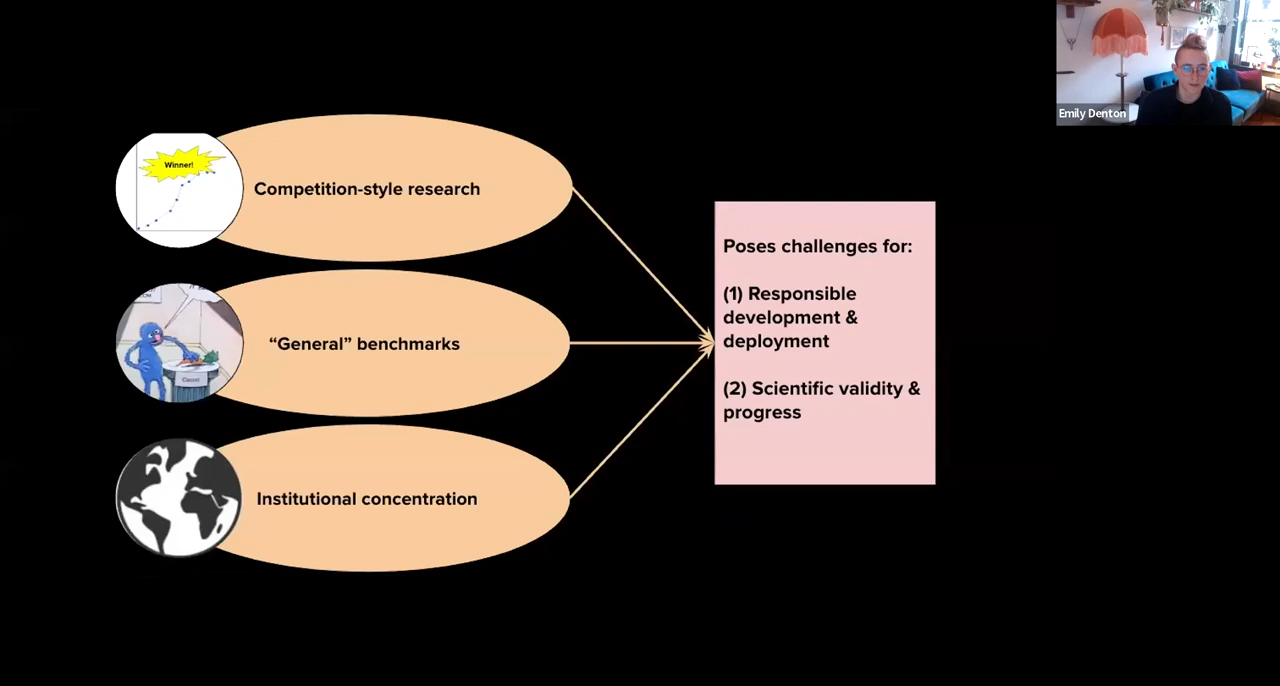 Emily Denton
Winner!
Competition-style research
“General” benchmarks
Institutional concentration
Poses challenges for:
(1) Responsible
development &
deployment
(2) Scientific validity &
progress